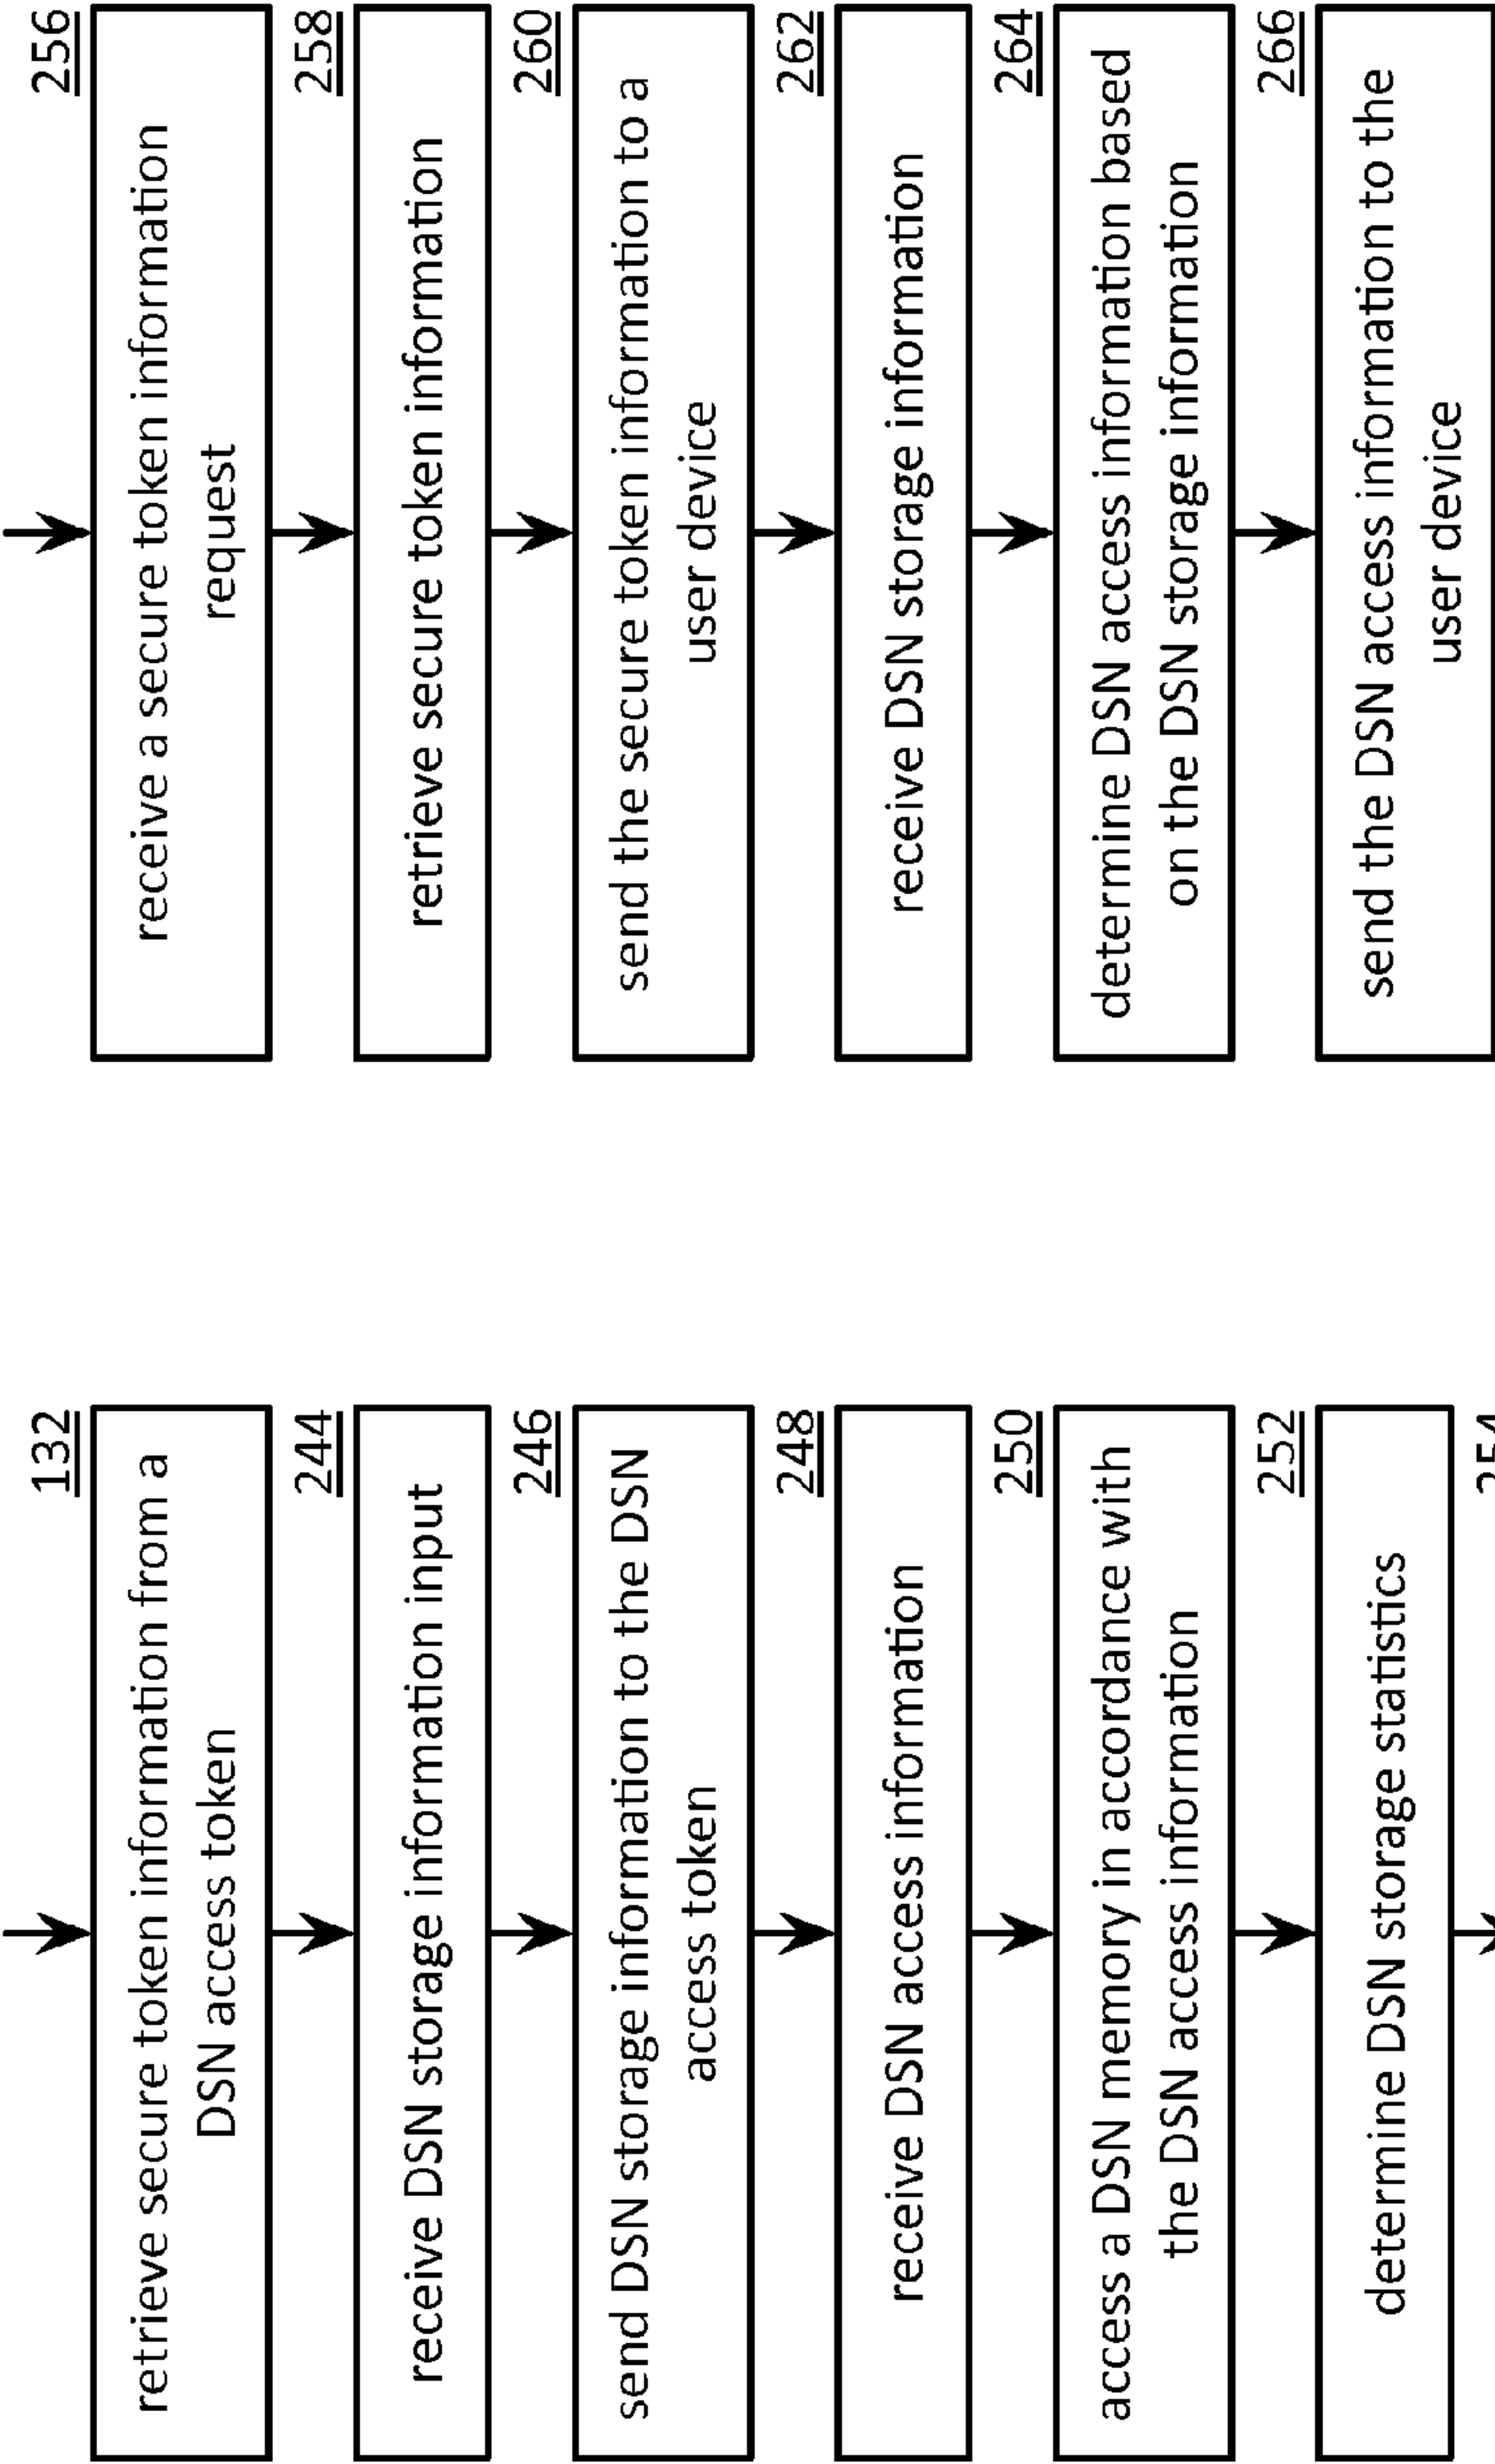 132
retrieve secure token information from a
DSN access token
244
receive DSN storage information input
246
send DSN storage information to the DSN
access token
248
receive DSN access information
250
access a DSN memory in accordance with
the DSN access information
252
determine DSN storage statistics
254
256
receive a secure token information
request
258
retrieve secure token information
260
send the secure token information to a
user device
262
receive DSN storage information
264
determine DSN access information based
on the DSN storage information
266
send the DSN access information to the
user device